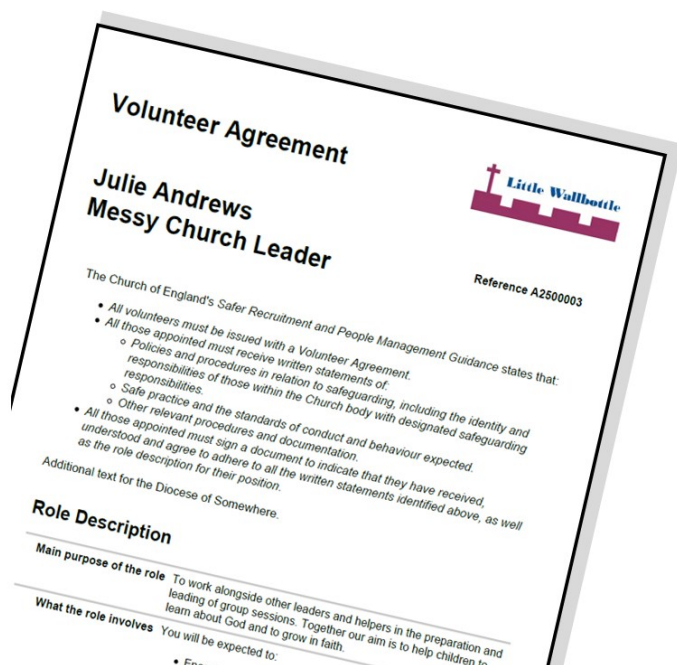 Volunteer Agreement
Little Wallbottle
Julie Andrews
Messy Church Leader
Reference A2500003
The Church of England's Safer Recruitment and People Management Guidance states that:
• All volunteers must be issued with a Volunteer Agreement.
• All those appointed must receive written statements of:
o Policies and procedures in relation to safeguarding, including the identity and
responsibilities of those within the Church body with designated safeguarding
responsibilities.
o Safe practice and the standards of conduct and behaviour expected.
o Other relevant procedures and documentation.
• All those appointed must sign a document to indicate that they have received,
understood and agree to adhere to all the written statements identified above, as well
as the role description for their position.
Additional text for the Diocese of Somewhere.
Role Description
Main purpose of the role To work alongside other leaders and helpers in the preparation and
leading of group sessions. Together our aim is to help children to
learn about God and to grow in faith.
What the role involves You will be expected to: